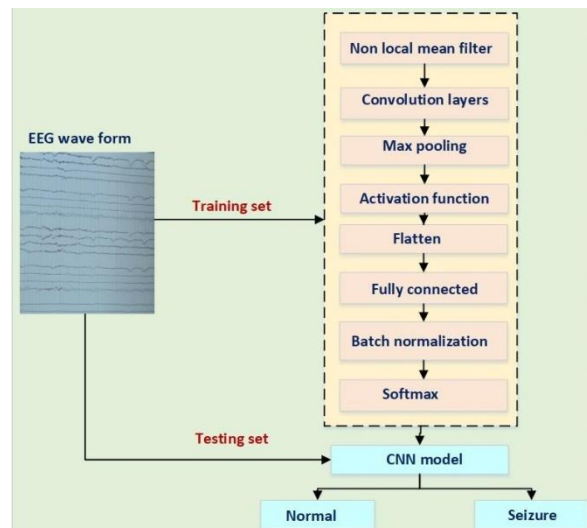 Non local mean filter
Convolution layers
EEG wave form
Max pooling
Training set
Activation function
Flatten
Fully connected
Batch normalization
Softmax
Testing set
CNN model
Normal
Seizure